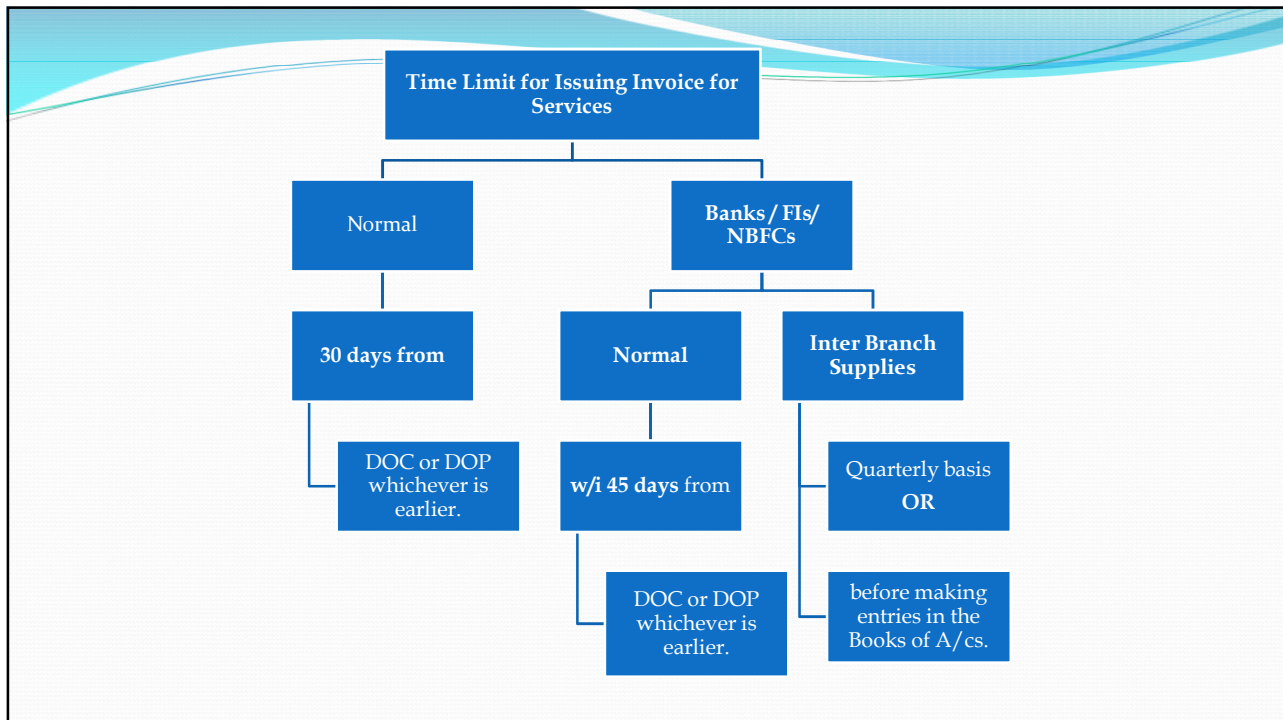 Time Limit for Issuing Invoice for
Services
Normal
Banks / FIs/
NBFCs
30 days from
Normal
Inter Branch
Supplies
DOC or DOP
whichever is
earlier.
w/i 45 days from
Quarterly basis
OR
DOC or DOP
whichever is
earlier.
before making
entries in the
Books of A/cs.